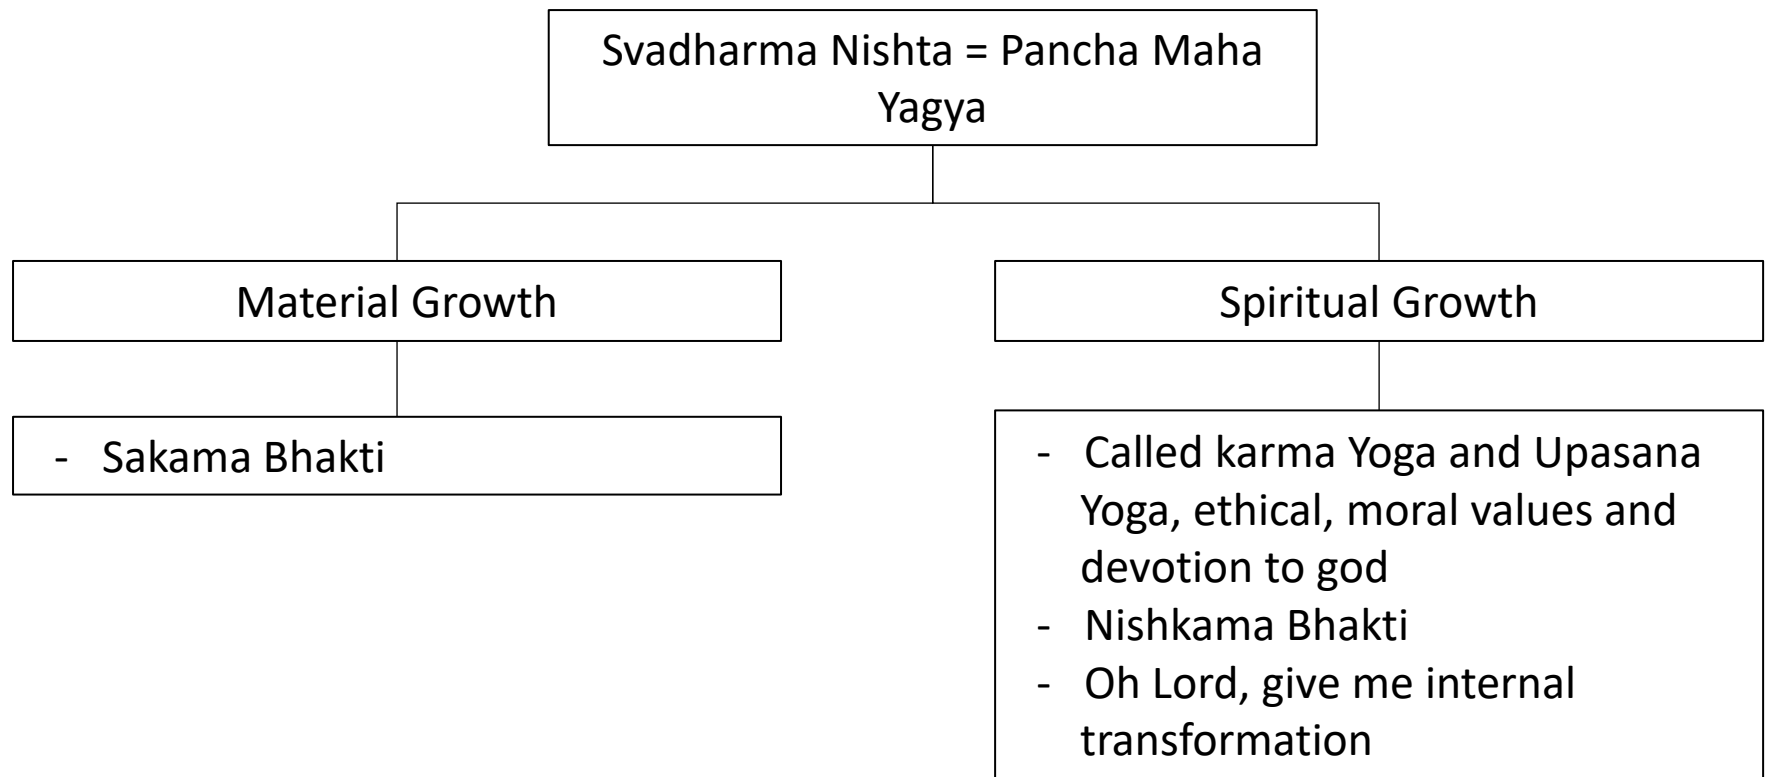 Svadharma Nishta = Pancha Maha
Yagya
Material Growth
Spiritual Growth
- Sakama Bhakti
- Called karma Yoga and Upasana
Yoga, ethical, moral values and
devotion to god
- Nishkama Bhakti
- Oh Lord, give me internal
transformation